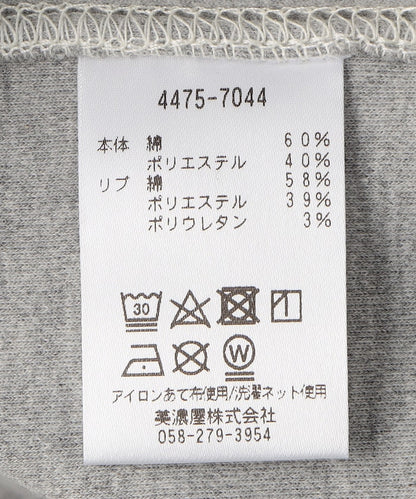 4475-7044
本体 綿 60%
ポリエステル 40%
リブ 綿 58%
ポリエステル 39%
ポリウレタン 3%
30
W
アイロンあて布使用/洗濯ネット使用
美濃屋株式会社
058-279-3954